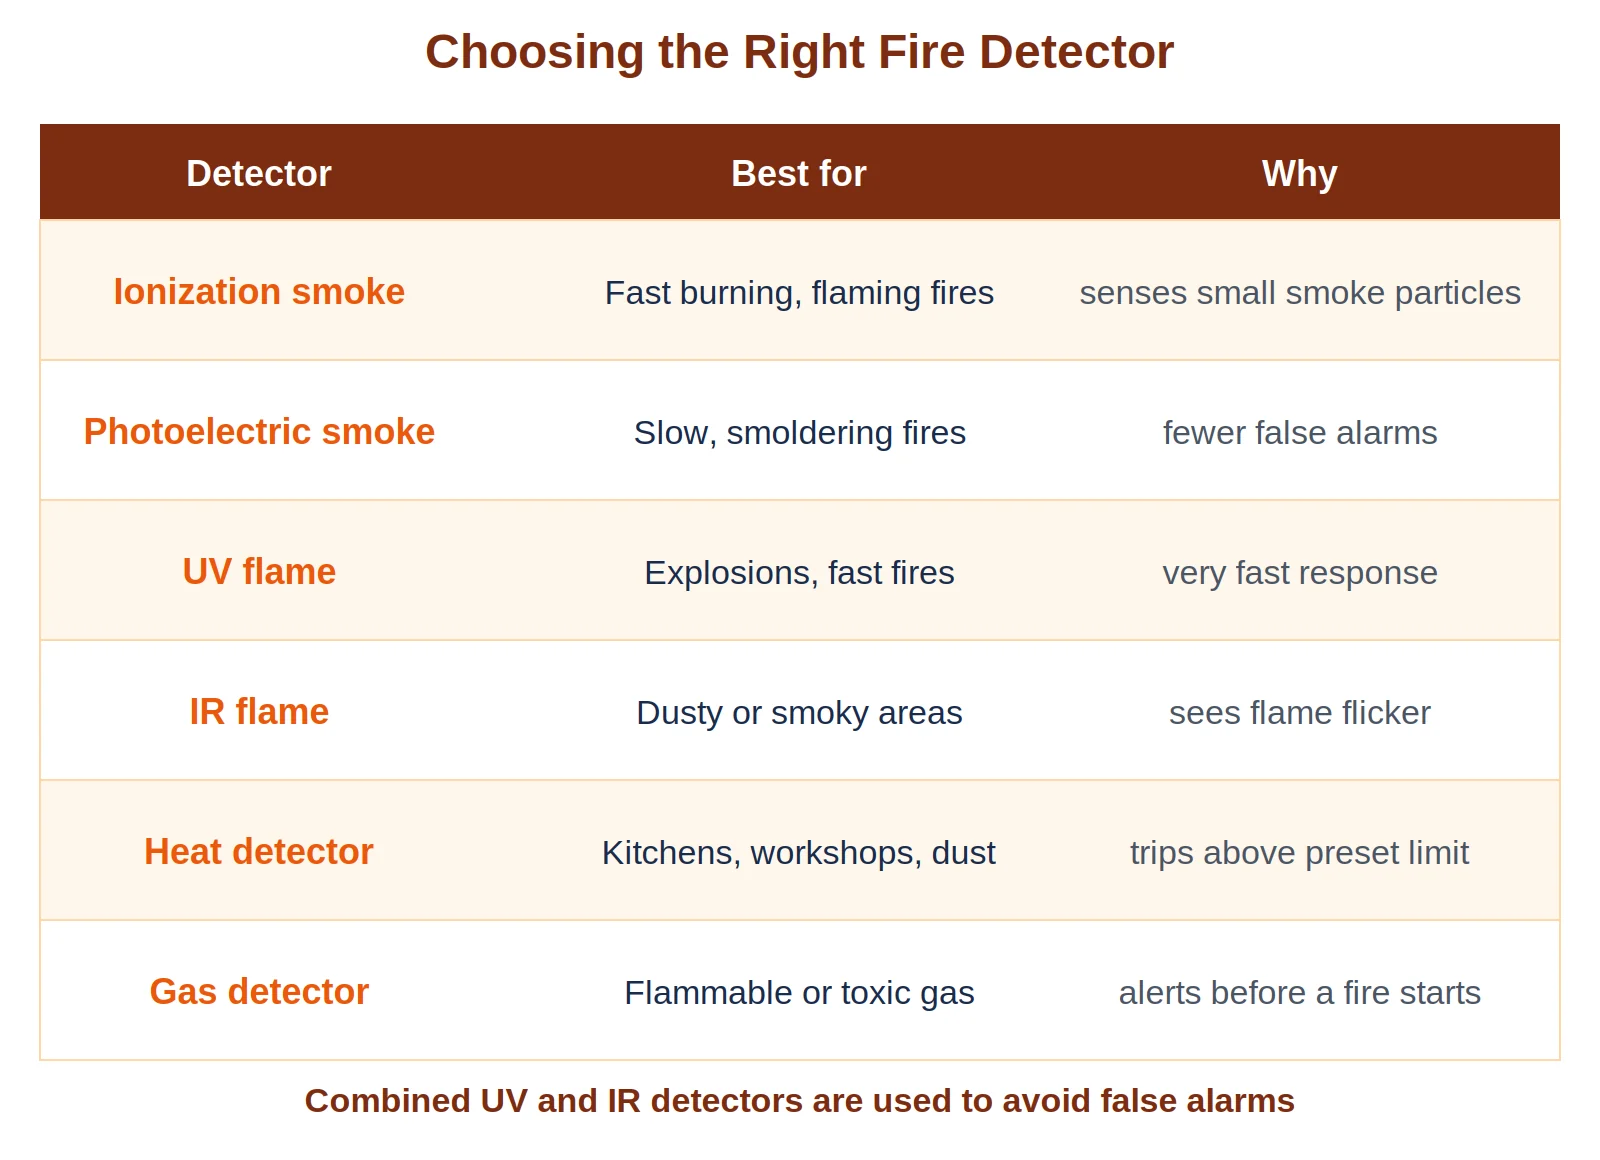 Choosing the Right Fire Detector
Detector Best for Why
Ionization smoke Fast burning, flaming fires senses small smoke particles
Photoelectric smoke Slow, smoldering fires fewer false alarms
UV flame Explosions, fast fires very fast response
IR flame Dusty or smoky areas sees flame flicker
Heat detector Kitchens, workshops, dust trips above preset limit
Gas detector Flammable or toxic gas alerts before a fire starts
Combined UV and IR detectors are used to avoid false alarms